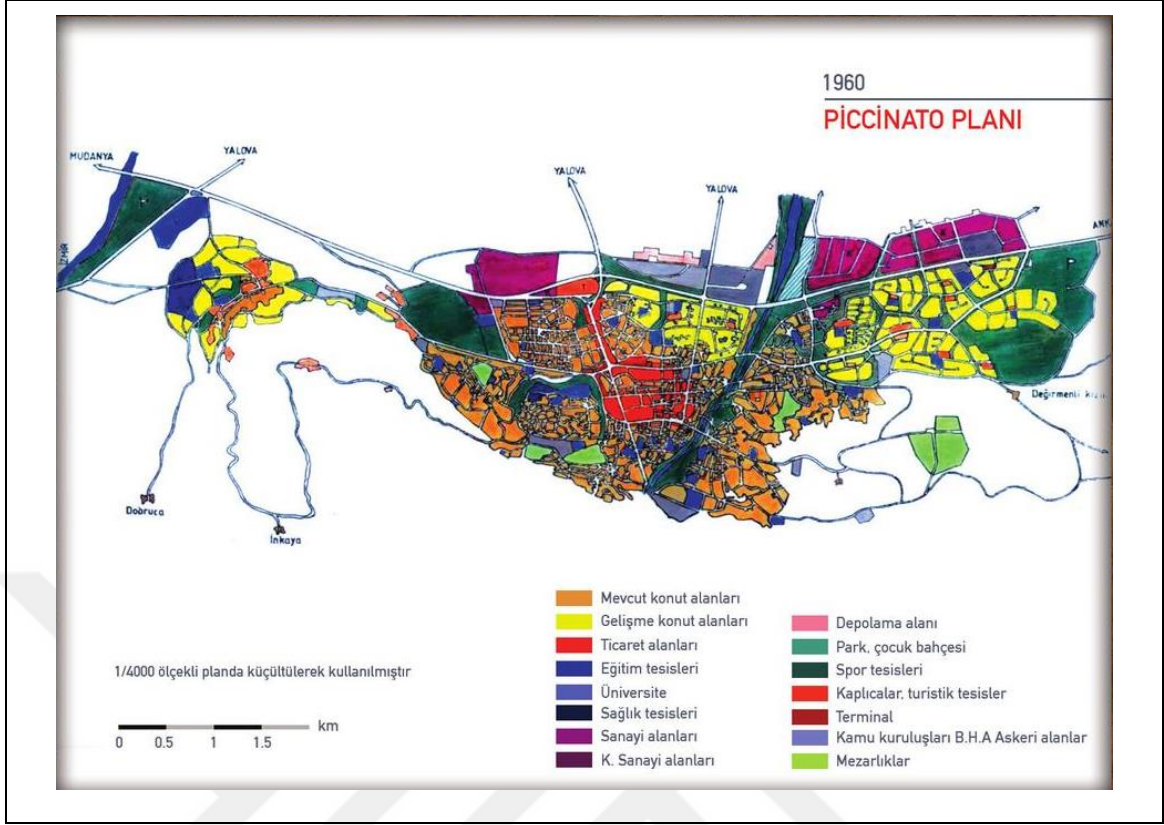 1960
PİCCİNATO PLANI
MUDANYA
YALOVA
YALOVA
YALOVA
İZMİR
Değirmenli
Dobruca
İnkaya
1/4000 ölçekli planda küçültülerek kullanılmıştır
km
0 0.5 1 1.5
Mevcut konut alanları
Gelişme konut alanları
Ticaret alanları
Eğitim tesisleri
Üniversite
Sağlık tesisleri
Sanayi alanları
K. Sanayi alanları
Depolama alanı
Park, çocuk bahçesi
Spor tesisleri
Kaplıcalar, turistik tesisler
Terminal
Kamu kuruluşları B.H.A Askeri alanlar
Mezarlıklar